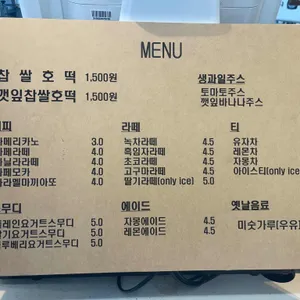 MENU
찹쌀호떡 1,500원
깻잎찹쌀호떡 1,500원
생과일주스
토마토주스
깻잎바나나주스
라떼
녹차라떼 4.5
흑임자라떼 4.5
초코라떼 4.5
고구마라떼 4.5
딸기라떼(only ice) 5.0
티
유자차
레몬차
자몽차
아이스티(only ice)
3.0
4.0
4.0
4.0
4.0
에이드
자몽에이드 4.5
레몬에이드 4.5
옛날음료
미숫가루(우유)
5.0
5.0
5.0